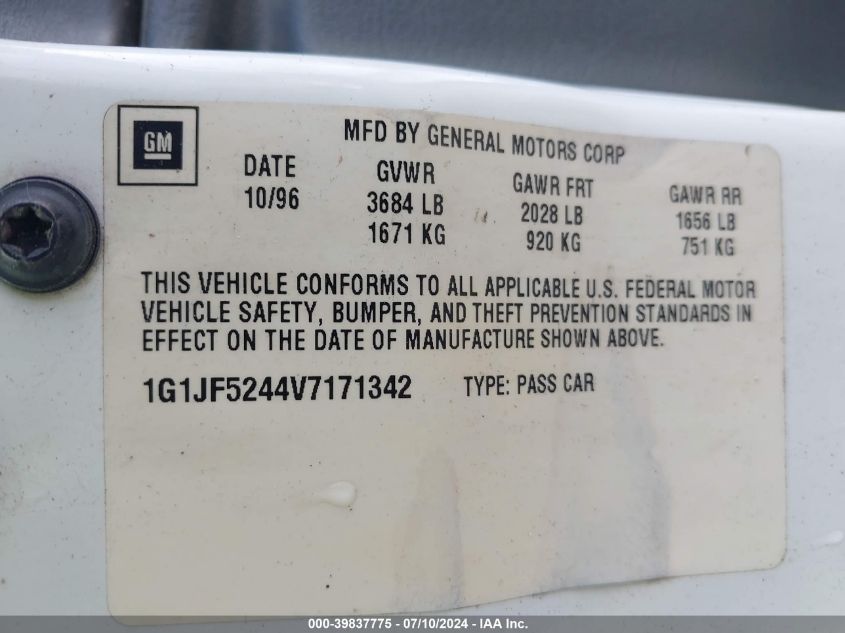 GM
MFD BY GENERAL MOTORS CORP
DATE GVWR GAWR FRT GAWR RR
10/96 3684 LB 2028 LB 1656 LB
1671 KG 920 KG 751 KG
THIS VEHICLE CONFORMS TO ALL APPLICABLE U.S. FEDERAL MOTOR
VEHICLE SAFETY, BUMPER, AND THEFT PREVENTION STANDARDS IN
EFFECT ON THE DATE OF MANUFACTURE SHOWN ABOVE.
1G1JF5244V7171342 TYPE: PASS CAR
000-39837775 - 07/10/2024 - IAA Inc.